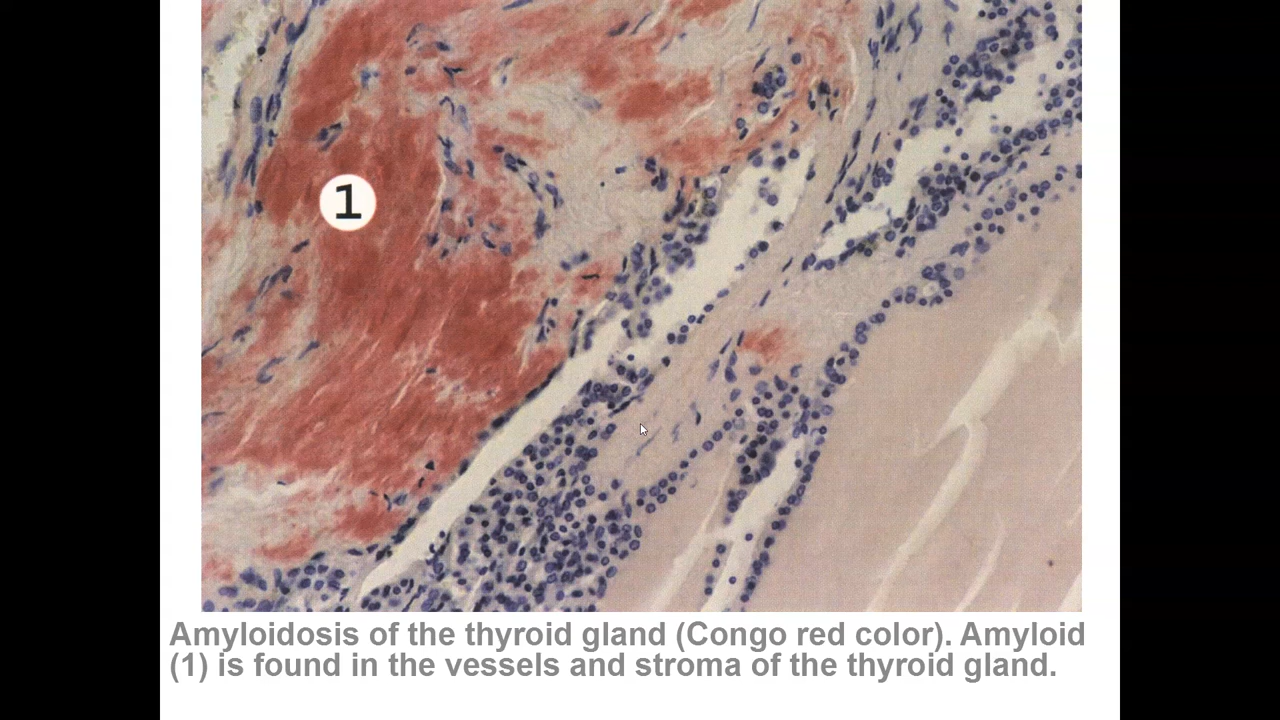 1
Amyloidosis of the thyroid gland (Congo red color). Amyloid
(1) is found in the vessels and stroma of the thyroid gland.